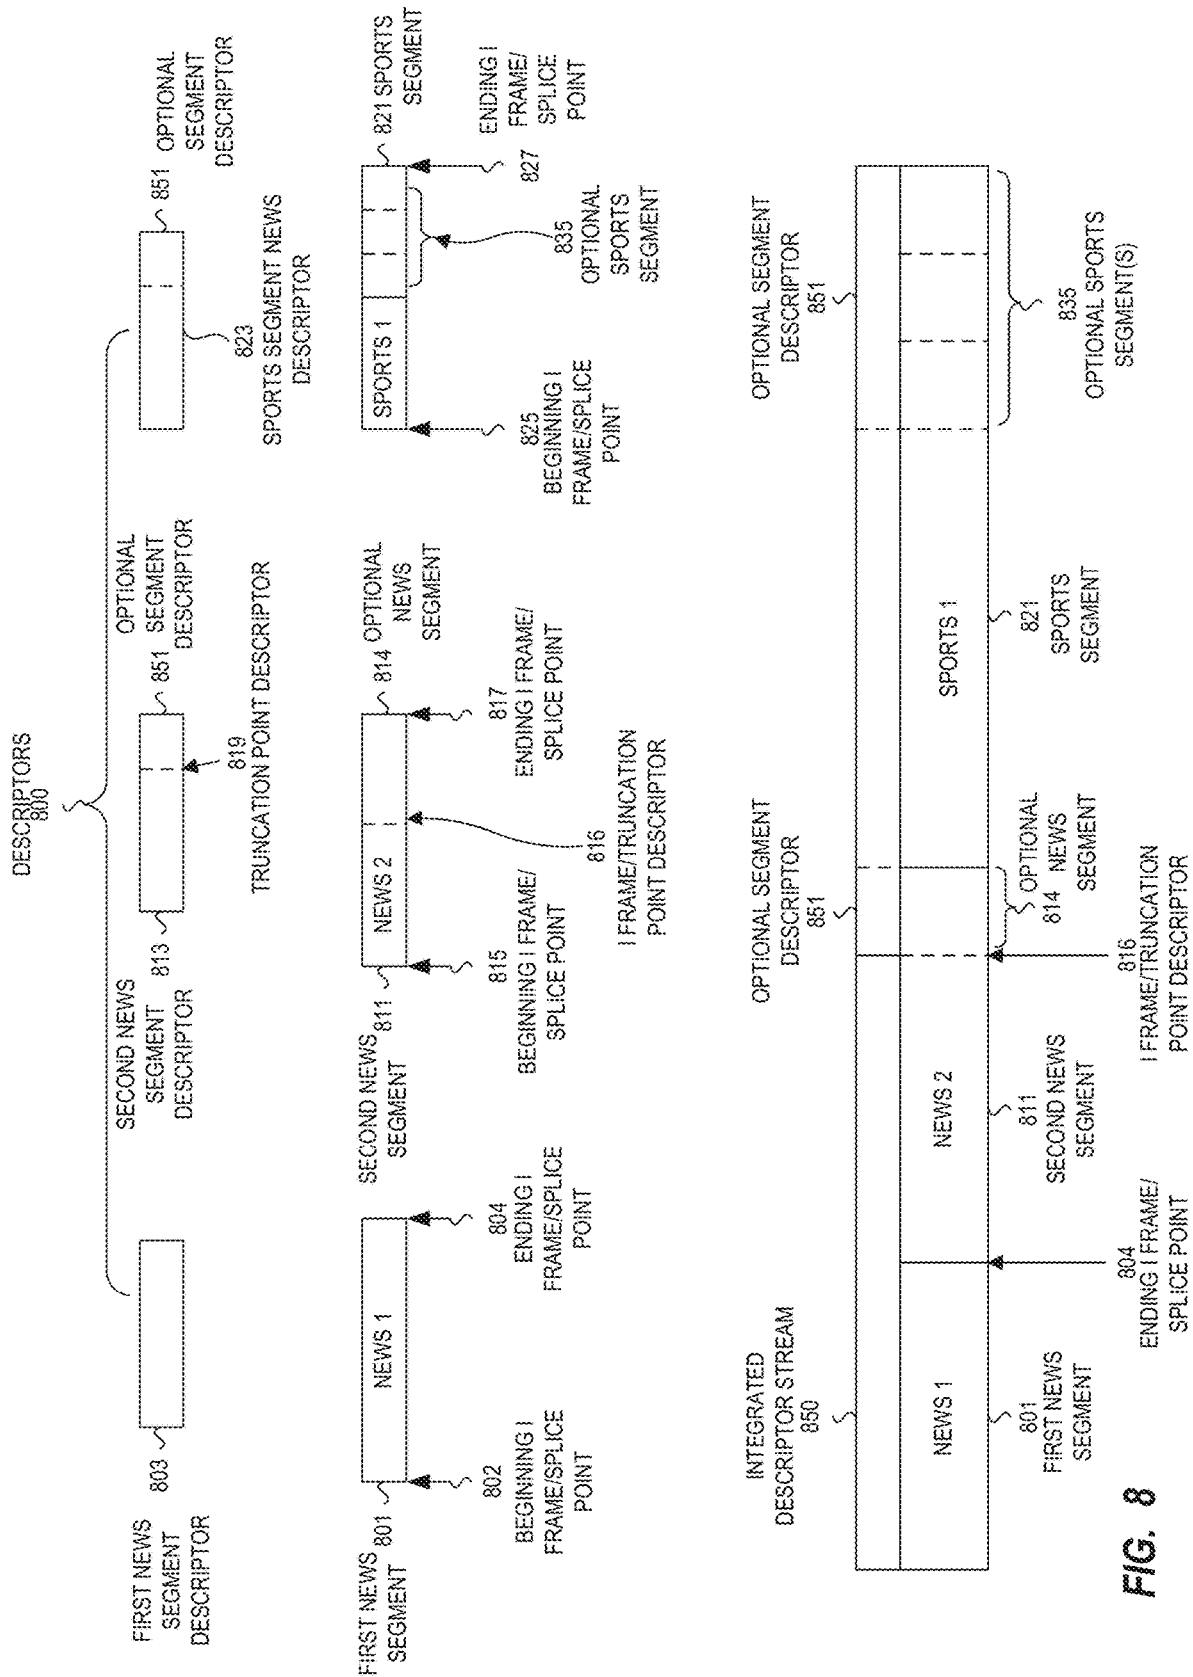 DESCRIPTORS
800
FIRST NEWS
SEGMENT
DESCRIPTOR
803
SECOND NEWS
SEGMENT
DESCRIPTOR
813
851
OPTIONAL
SEGMENT
DESCRIPTOR
819
TRUNCATION POINT DESCRIPTOR
823
SPORTS SEGMENT NEWS
DESCRIPTOR
851
OPTIONAL
SEGMENT
DESCRIPTOR
FIRST NEWS
SEGMENT
801
NEWS 1
802
BEGINNING I
FRAME/SPLICE
POINT
804
ENDING I
FRAME/SPLICE
POINT
SECOND NEWS
SEGMENT
811
NEWS 2
814
OPTIONAL
NEWS
SEGMENT
815
BEGINNING I FRAME/
SPLICE POINT
817
ENDING I FRAME/
SPLICE POINT
816
I FRAME/TRUNCATION
POINT DESCRIPTOR
SPORTS 1
821 SPORTS
SEGMENT
825
BEGINNING I
FRAME/SPLICE
POINT
835
OPTIONAL
SPORTS
SEGMENT
827
ENDING I
FRAME/
SPLICE
POINT
INTEGRATED
DESCRIPTOR STREAM
850
OPTIONAL SEGMENT
DESCRIPTOR
851
OPTIONAL SEGMENT
DESCRIPTOR
851
NEWS 1
NEWS 2
SPORTS 1
801
FIRST NEWS
SEGMENT
804
ENDING I FRAME/
SPLICE POINT
811
SECOND NEWS
SEGMENT
816
I FRAME/TRUNCATION
POINT DESCRIPTOR
814
OPTIONAL
NEWS
SEGMENT
821
SPORTS
SEGMENT
835
OPTIONAL SPORTS
SEGMENT(S)
FIG. 8